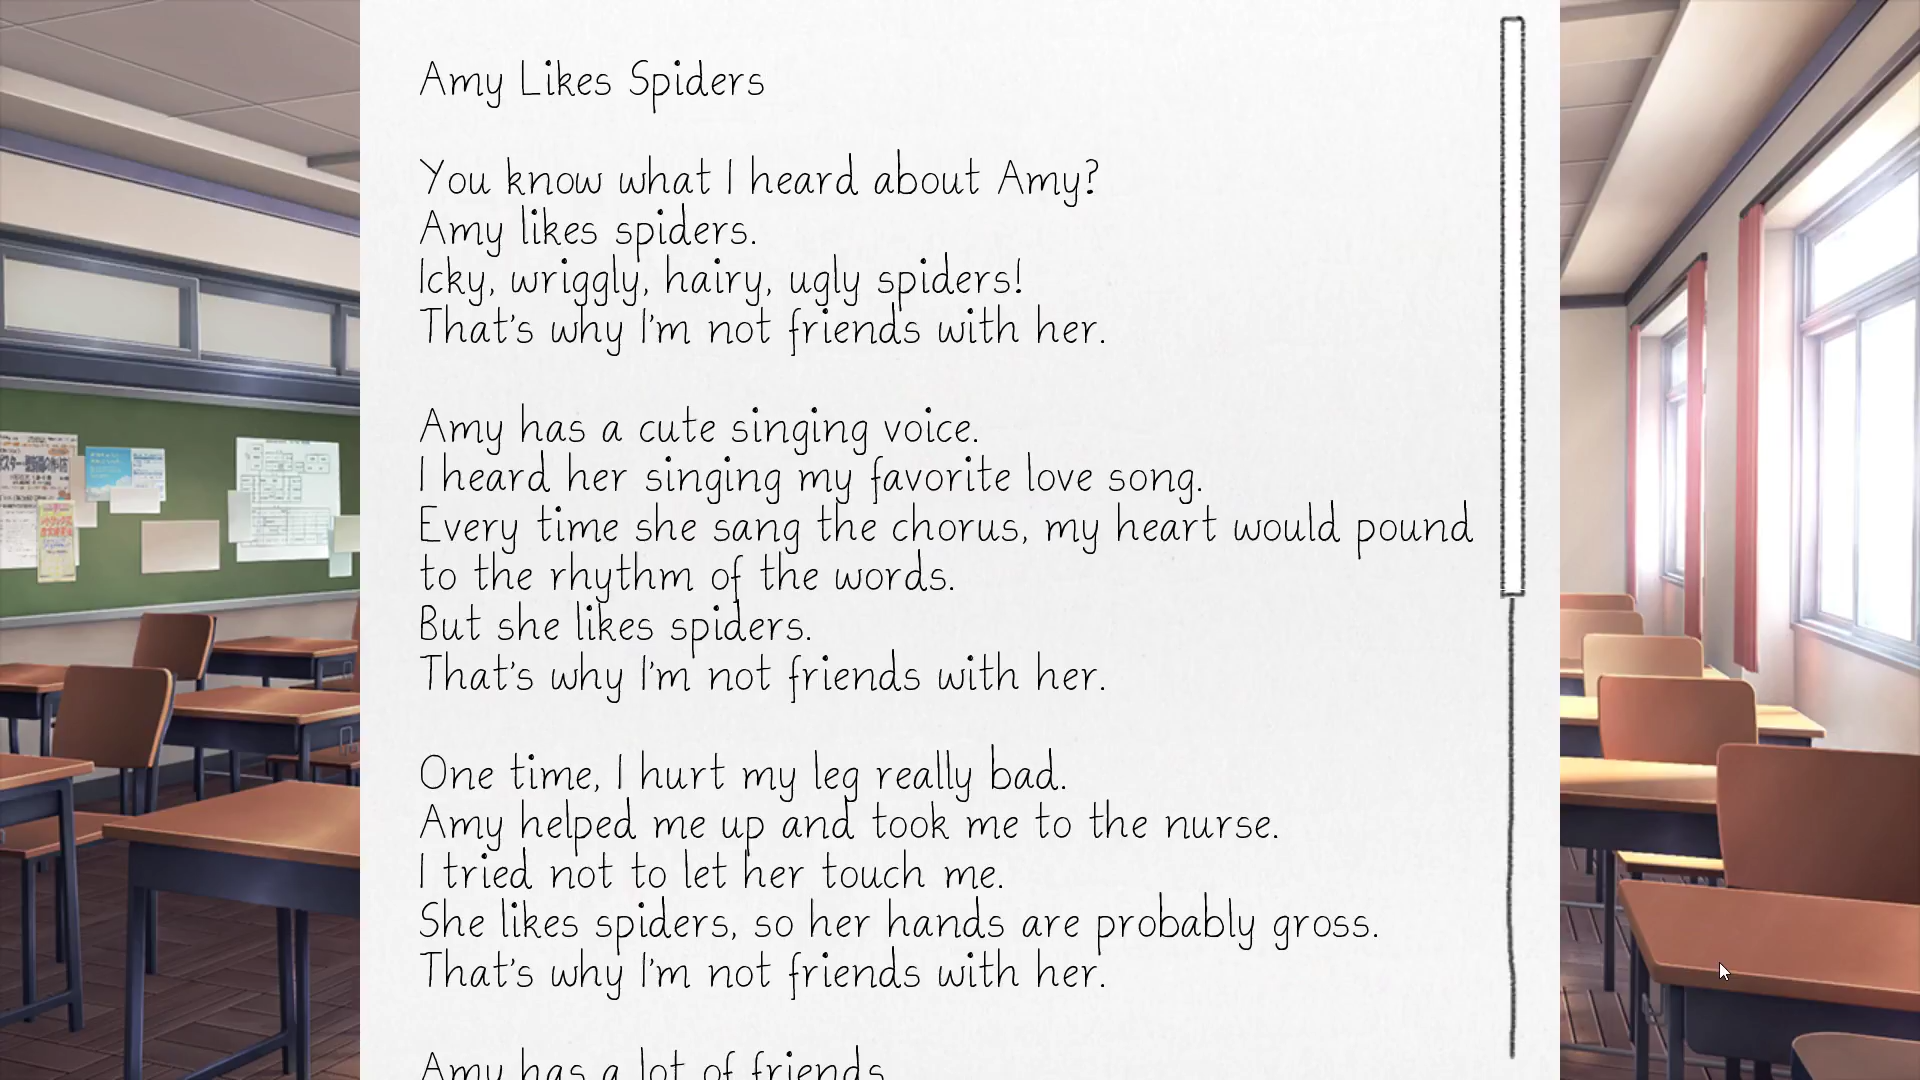 Amy Likes Spiders
You know what I heard about Amy?
Amy likes spiders.
Icky, wriggly, hairy, ugly spiders!
That's why I'm not friends with her.
Amy has a cute singing voice.
I heard her singing my favorite love song.
Every time she sang the chorus, my heart would pound
to the rhythm of the words.
But she likes spiders.
That's why I'm not friends with her.
One time, I hurt my leg really bad.
Amy helped me up and took me to the nurse.
I tried not to let her touch me.
She likes spiders, so her hands are probably gross.
That's why I'm not friends with her.
Amy has a lot of friends